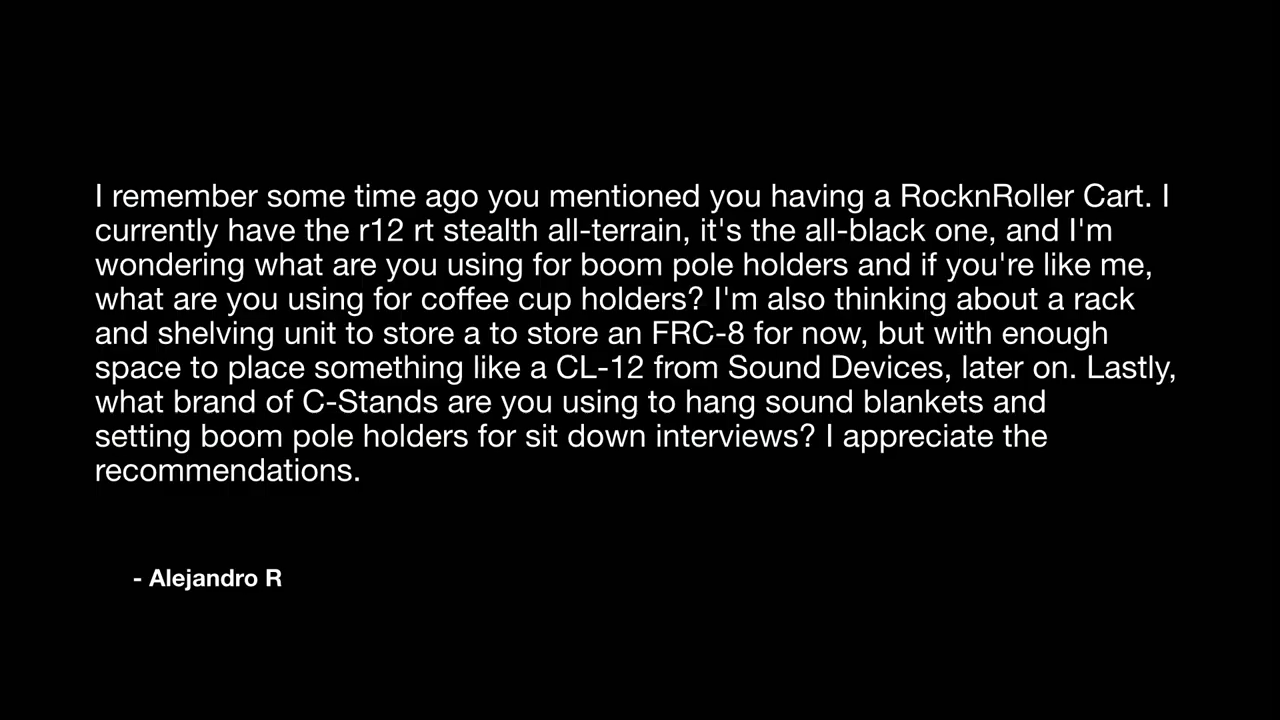 I remember some time ago you mentioned you having a RocknRoller Cart. I
currently have the r12 rt stealth all-terrain, it's the all-black one, and I'm
wondering what are you using for boom pole holders and if you're like me,
what are you using for coffee cup holders? I'm also thinking about a rack
and shelving unit to store a to store an FRC-8 for now, but with enough
space to place something like a CL-12 from Sound Devices, later on. Lastly,
what brand of C-Stands are you using to hang sound blankets and
setting boom pole holders for sit down interviews? I appreciate the
recommendations.
- Alejandro R